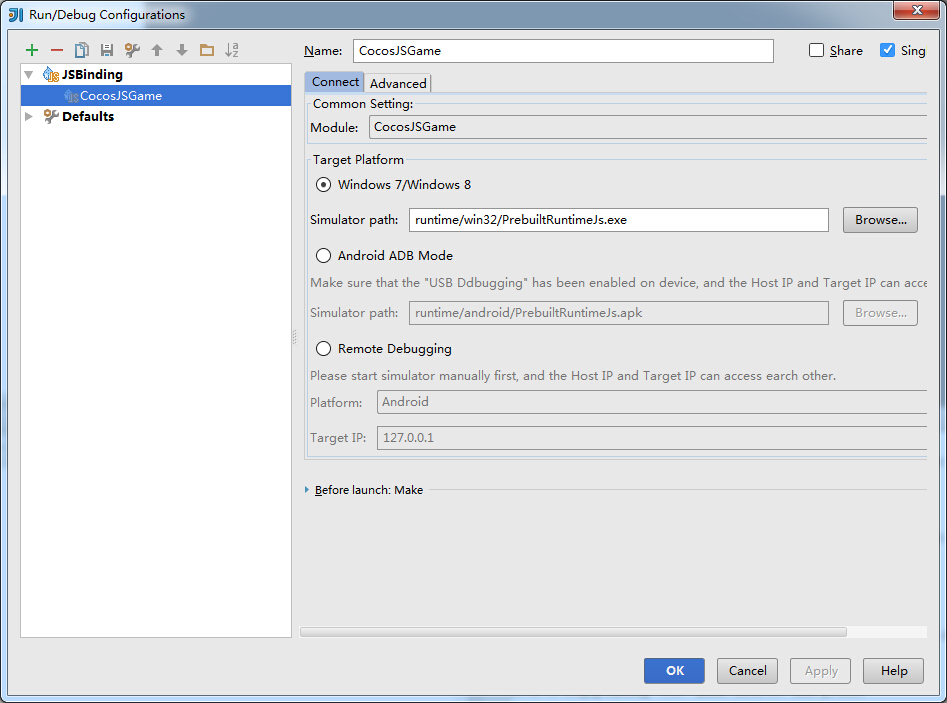 Run/Debug Configurations
Name: CocosJSGame Share Sing
JSBinding
CocosJSGame
Defaults
Connect Advanced
Common Setting:
Module: CocosJSGame
Target Platform
Windows 7/Windows 8
Simulator path: runtime/win32/PrebuiltRuntimeJs.exe Browse...
Android ADB Mode
Make sure that the "USB Ddbugging" has been enabled on device, and the Host IP and Target IP can acce
Simulator path: runtime/android/PrebuiltRuntimeJs.apk Browse...
Remote Debugging
Please start simulator manually first, and the Host IP and Target IP can access earch other.
Platform: Android
Target IP: 127.0.0.1
Before launch: Make
OK Cancel Apply Help